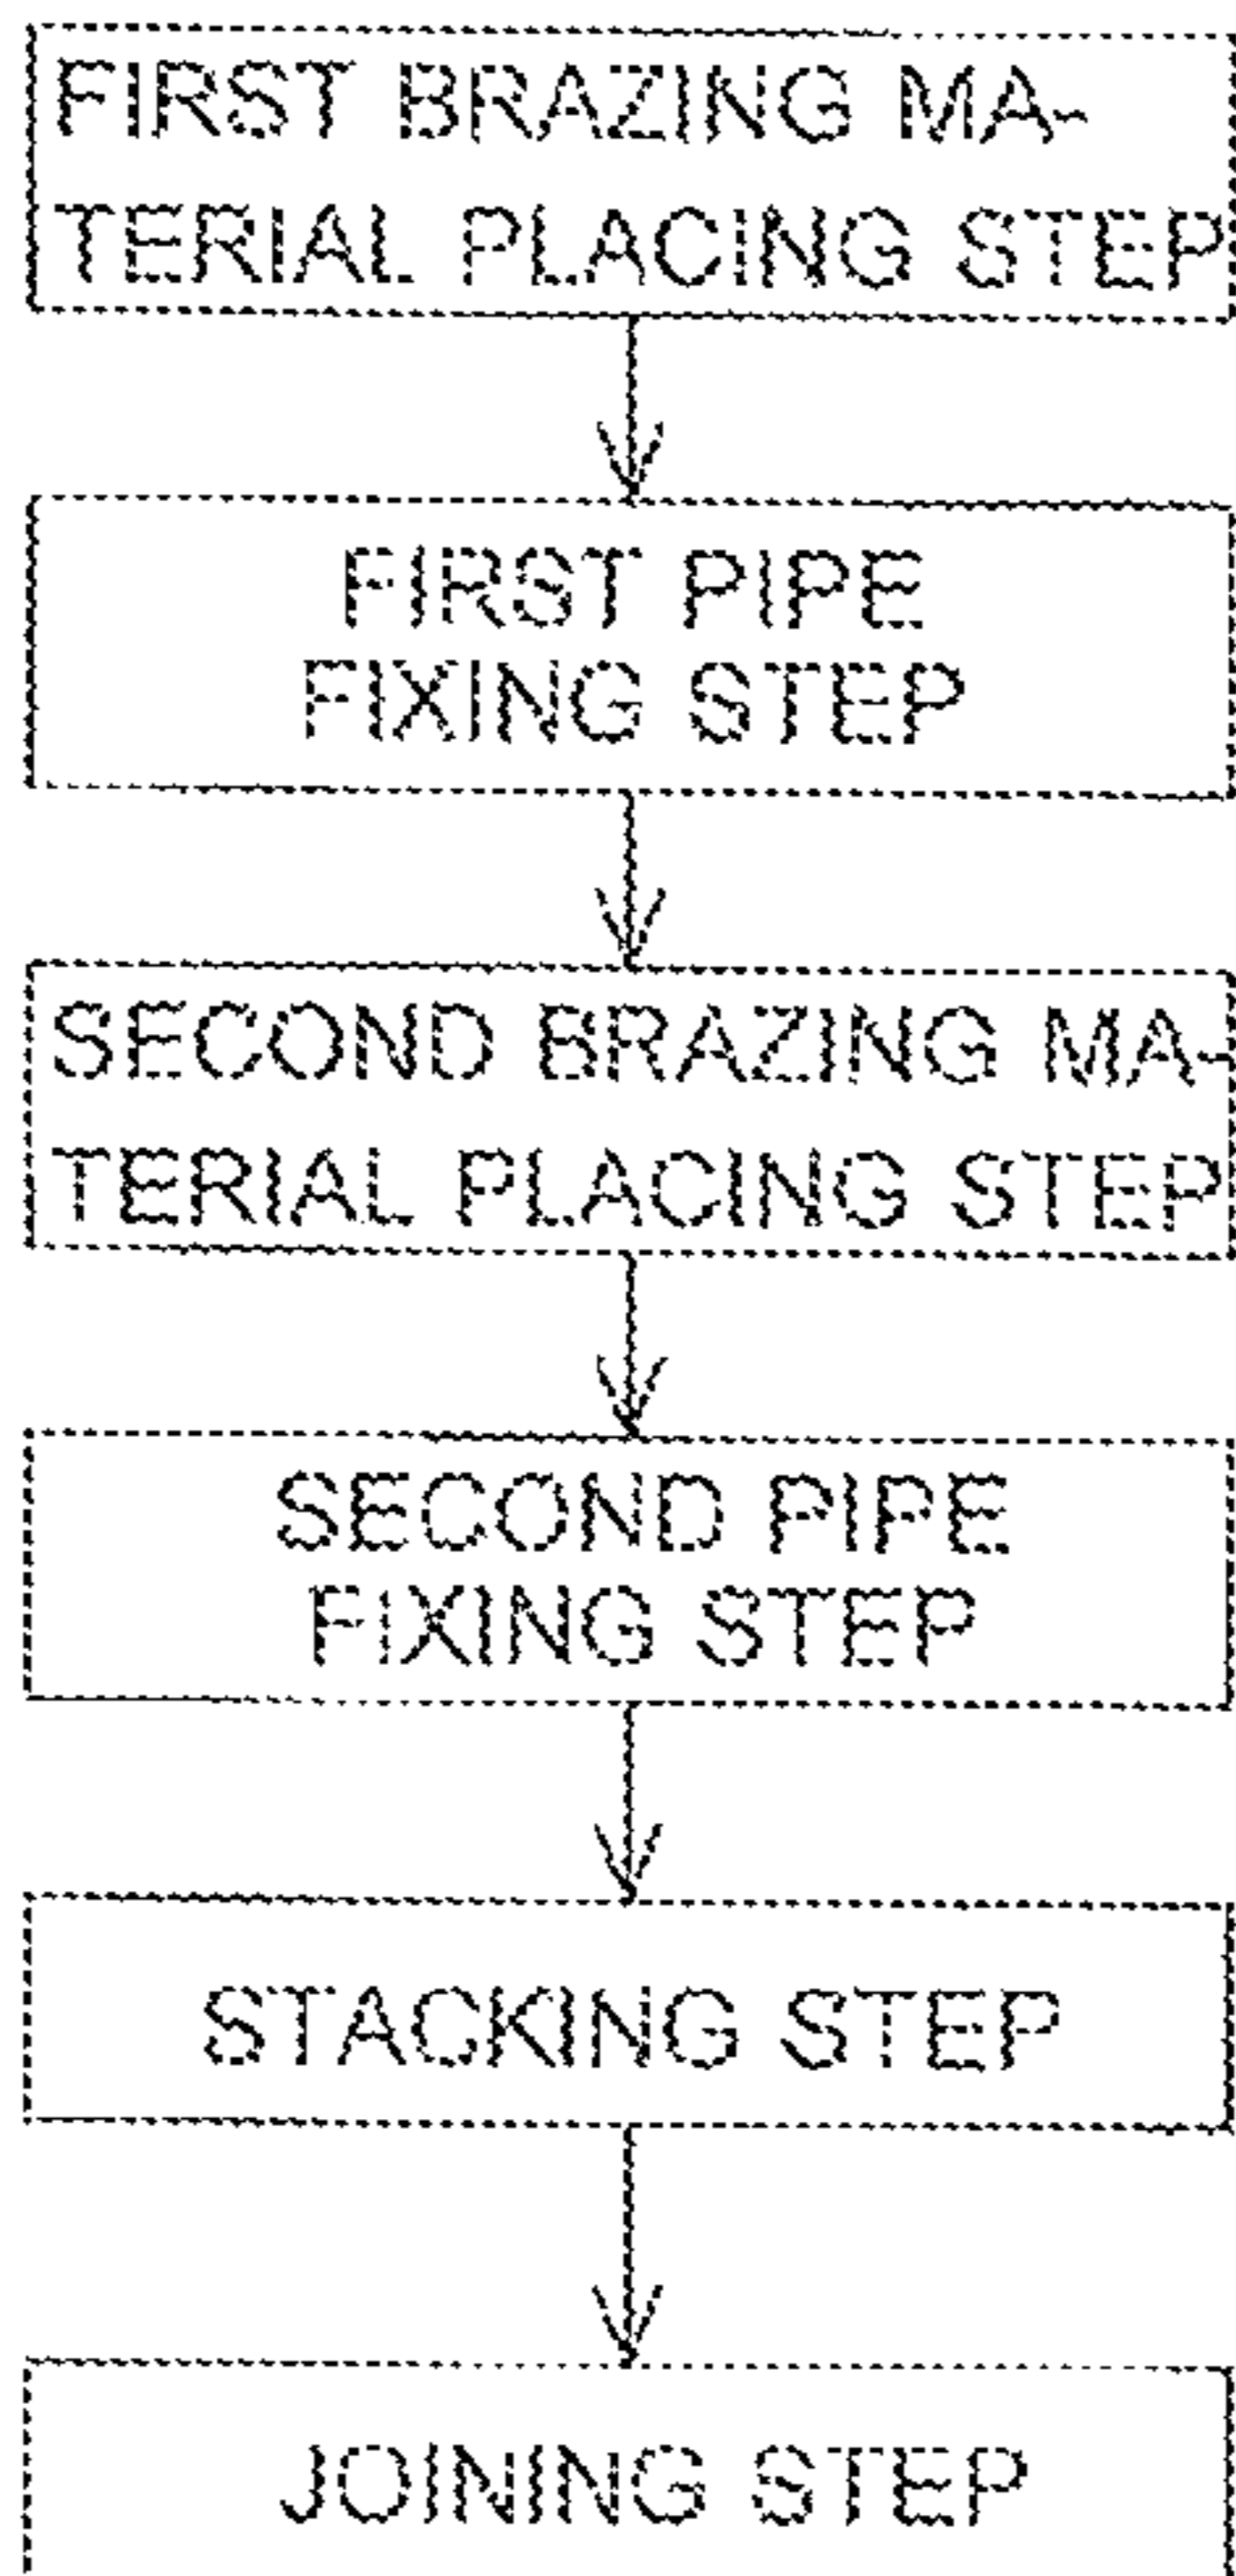 FIRST BRAZING MA-
TERIAL PLACING STEP
FIRST PIPE
FIXING STEP
SECOND BRAZING MA-
TERIAL PLACING STEP
SECOND PIPE
FIXING STEP
STACKING STEP
JOINING STEP